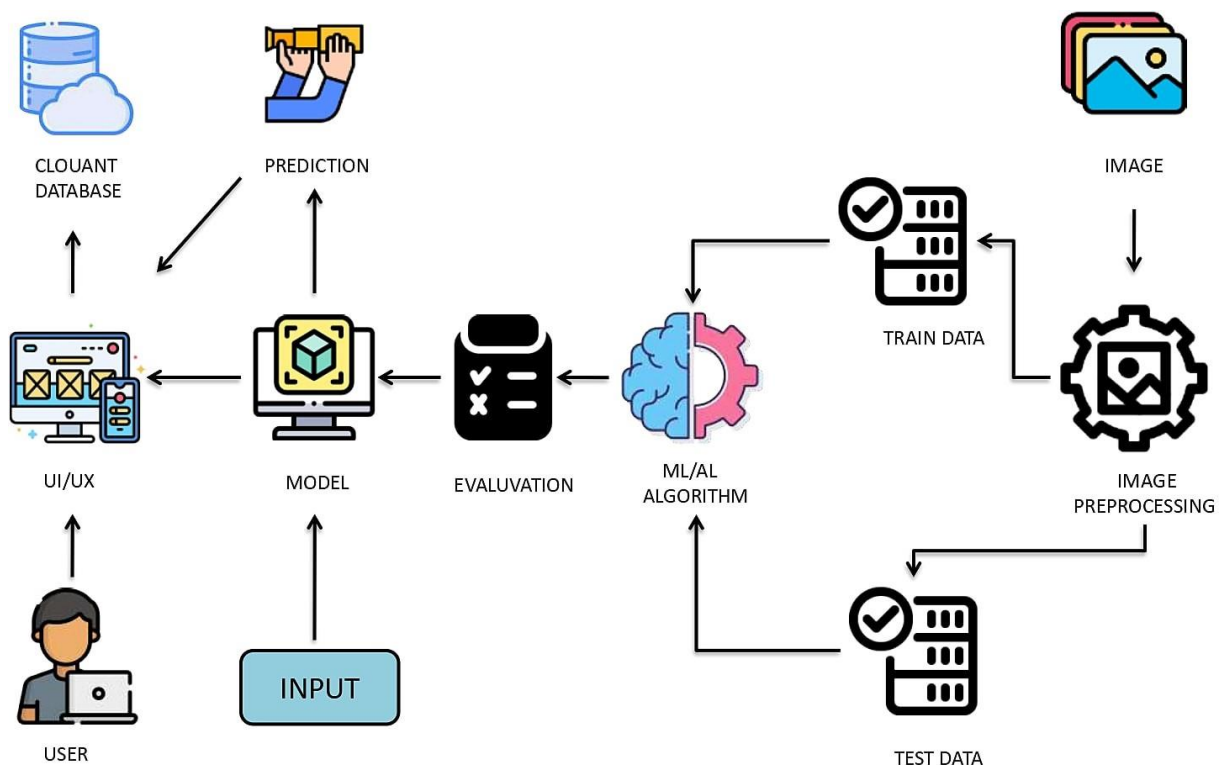 CLOUANT
DATABASE
PREDICTION
IMAGE
TRAIN DATA
UI/UX
MODEL
EVALUVATION
ML/AL
ALGORITHM
IMAGE
PREPROCESSING
INPUT
USER
TEST DATA